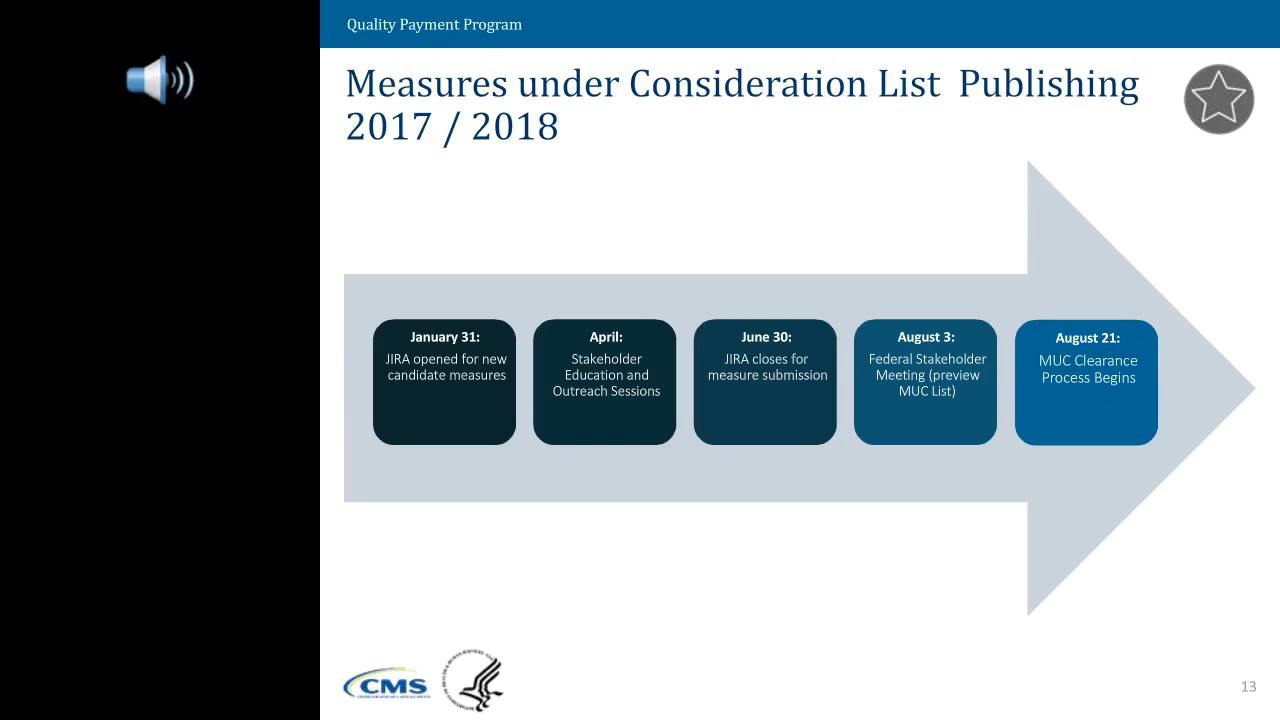 Quality Payment Program
Measures under Consideration List  Publishing
2017 / 2018
January 31:
JIRA opened for new
candidate measures
April:
Stakeholder
Education and
Outreach Sessions
June 30:
JIRA closes for
measure submission
August 3:
Federal Stakeholder
Meeting (preview
MUC List)
August 21:
MUC Clearance
Process Begins
CMS
13